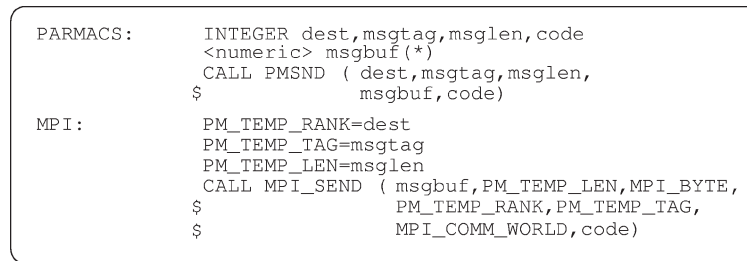 PARMACS: INTEGER dest,msgtag,msglen,code
<numeric> msgbuf(*)
CALL PMSND ( dest,msgtag,msglen,
$ msgbuf,code)
MPI: PM_TEMP_RANK=dest
PM_TEMP_TAG=msgtag
PM_TEMP_LEN=msglen
CALL MPI_SEND ( msgbuf,PM_TEMP_LEN,MPI_BYTE,
$ PM_TEMP_RANK,PM_TEMP_TAG,
$ MPI_COMM_WORLD,code)